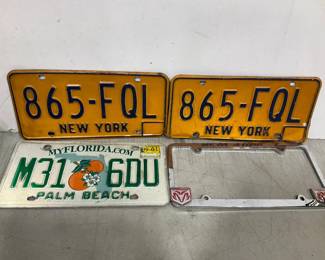 865-FQL
NEW YORK
865-FQL
NEW YORK
MYFLORIDA.COM
M31 6DU
PALM BEACH